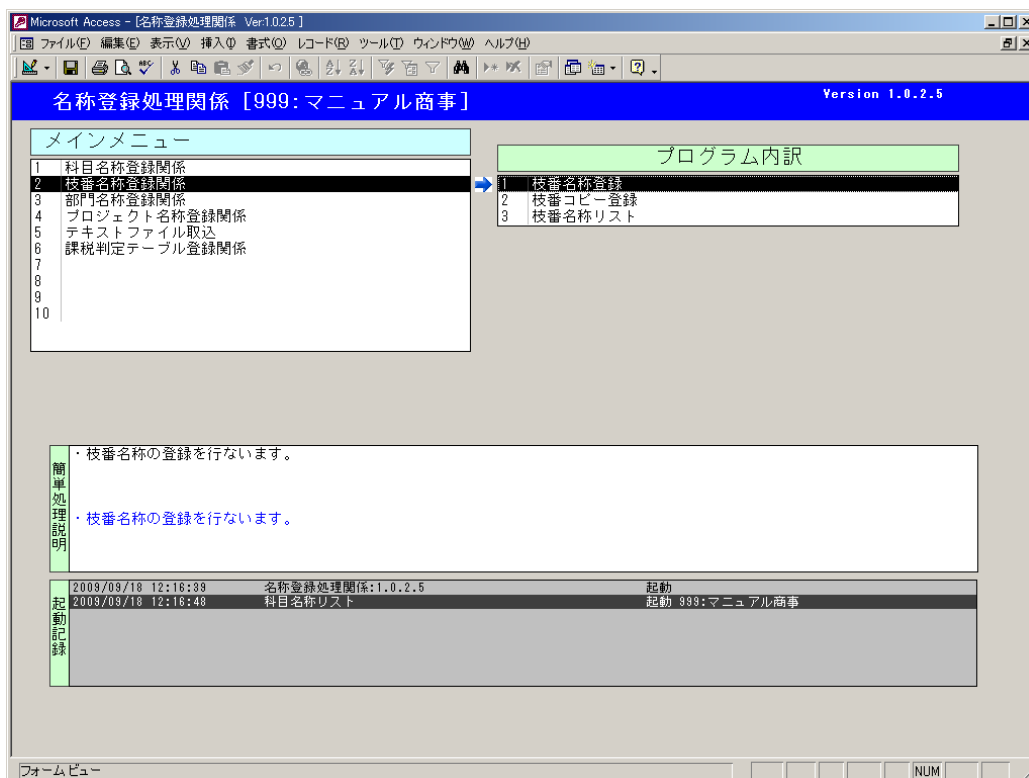 Microsoft Access - [名称登録処理関係 Ver:1.0.2.5 ]
ファイル(F) 編集(E) 表示(V) 挿入(I) 書式(O) レコード(R) ツール(T) ウィンドウ(W) ヘルプ(H)
名称登録処理関係 [999:マニュアル商事]
Version 1.0.2.5
メインメニュー
1 科目名称登録関係
2 枝番名称登録関係
3 部門名称登録関係
4 プロジェクト名称登録関係
5 テキストファイル取込
6 課税判定テーブル登録関係
7
8
9
10
プログラム内訳
1 枝番名称登録
2 枝番コピー登録
3 枝番名称リスト
簡単処理説明
・枝番名称の登録を行ないます。
・枝番名称の登録を行ないます。
起動記録
2009/09/18 12:16:39 名称登録処理関係:1.0.2.5 起動
2009/09/18 12:16:48 科目名称リスト 起動 999:マニュアル商事
フォーム ビュー
NUM